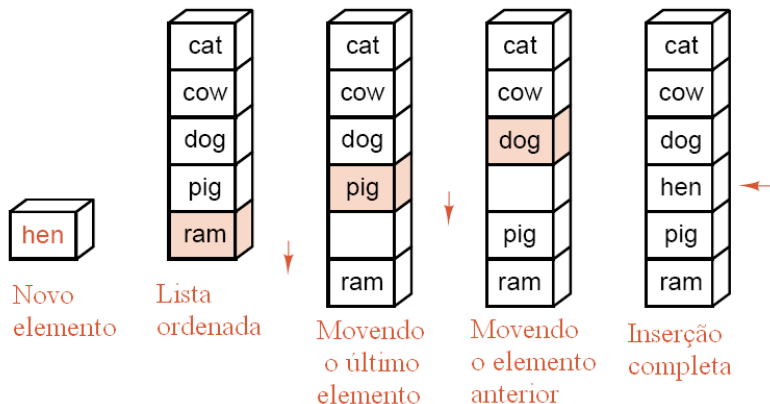 hen
Novo
elemento
cat
cow
dog
pig
ram
Lista
ordenada
cat
cow
dog
pig
ram
Movendo
o último
elemento
cat
cow
dog
pig
ram
Movendo
o elemento
anterior
cat
cow
dog
hen
pig
ram
Inserção
completa